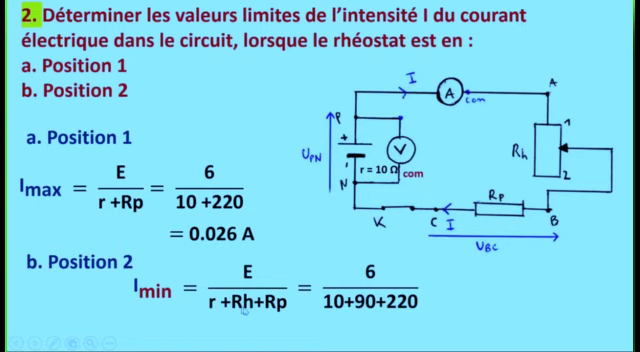 2. Déterminer les valeurs limites de l'intensité I du courant
électrique dans le circuit, lorsque le rhéostat est en :
a. Position 1
b. Position 2
a. Position 1
Imax = E / r +Rp = 6 / 10 +220
= 0.026 A
b. Position 2
Imin = E / r +Rh+Rp = 6 / 10+90+220
I
A
com
A
P
+
1
UPN
V
Rh
r = 10 Ω
com
2
N
Rp
K
C
I
B
UBC